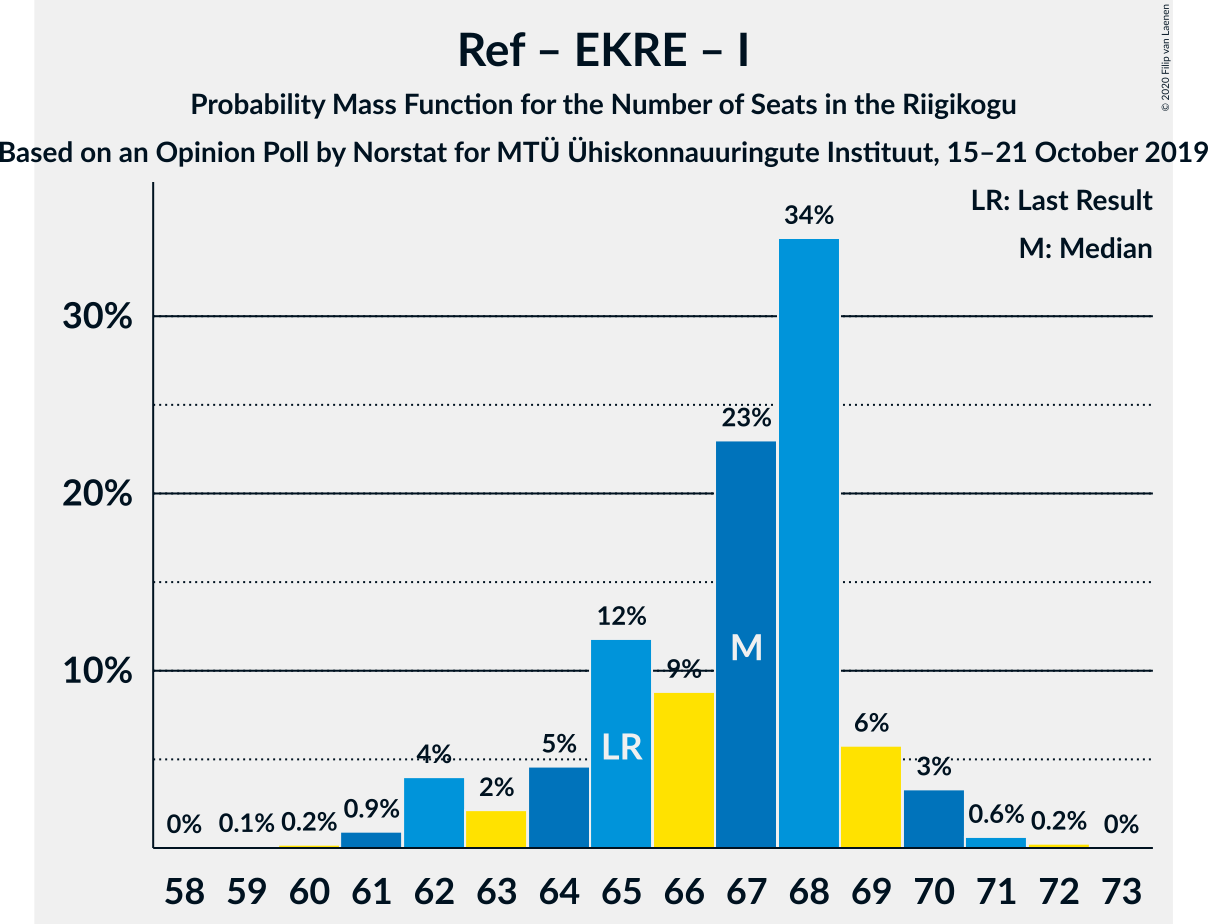 Ref – EKRE – I
Probability Mass Function for the Number of Seats in the Riigikogu
Based on an Opinion Poll by Norstat for MTÜ Ühiskonnauuringute Instituut, 15–21 October 2019
© 2020 Filip van Laenen
LR: Last Result
M: Median
34%
30%
23%
20%
12%
M
10%
9%
6%
5%
LR
4%
3%
2%
0%
0.1%
0.2%
0.9%
0.6%
0.2%
0%
58 59 60 61 62 63 64 65 66 67 68 69 70 71 72 73